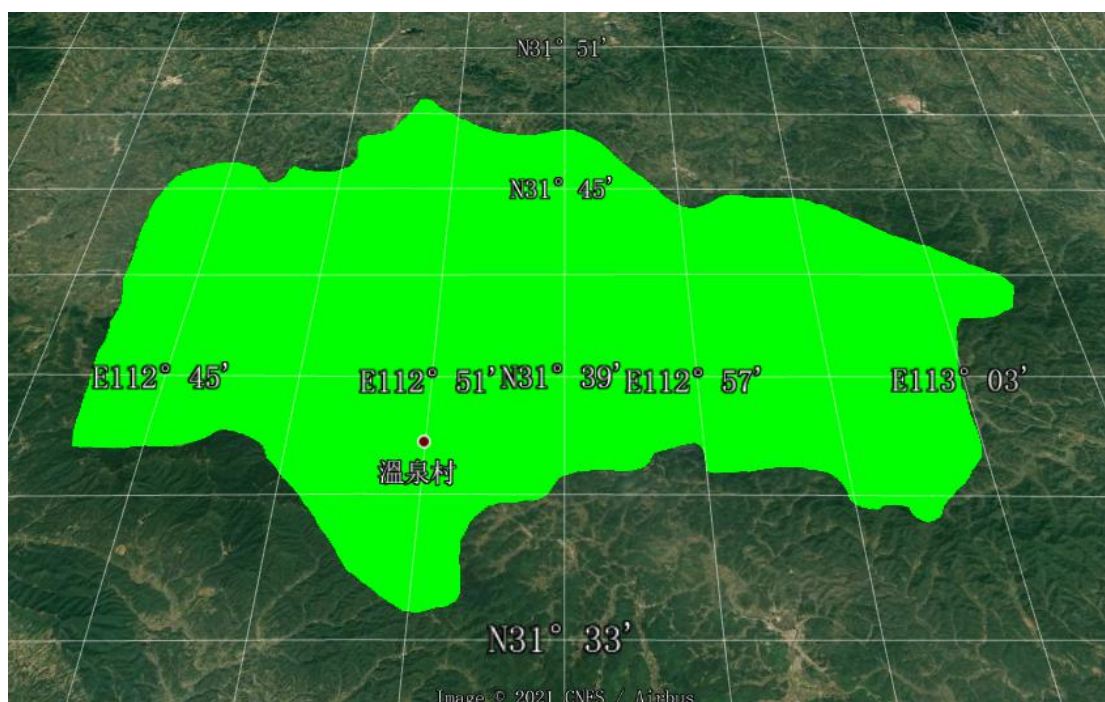 N31° 51'
N31° 45'
E112° 45'
E112° 51'
N31° 39'
E112° 57'
E113° 03'
溫泉村
N31° 33'
Image © 2021 CNES / Airbus